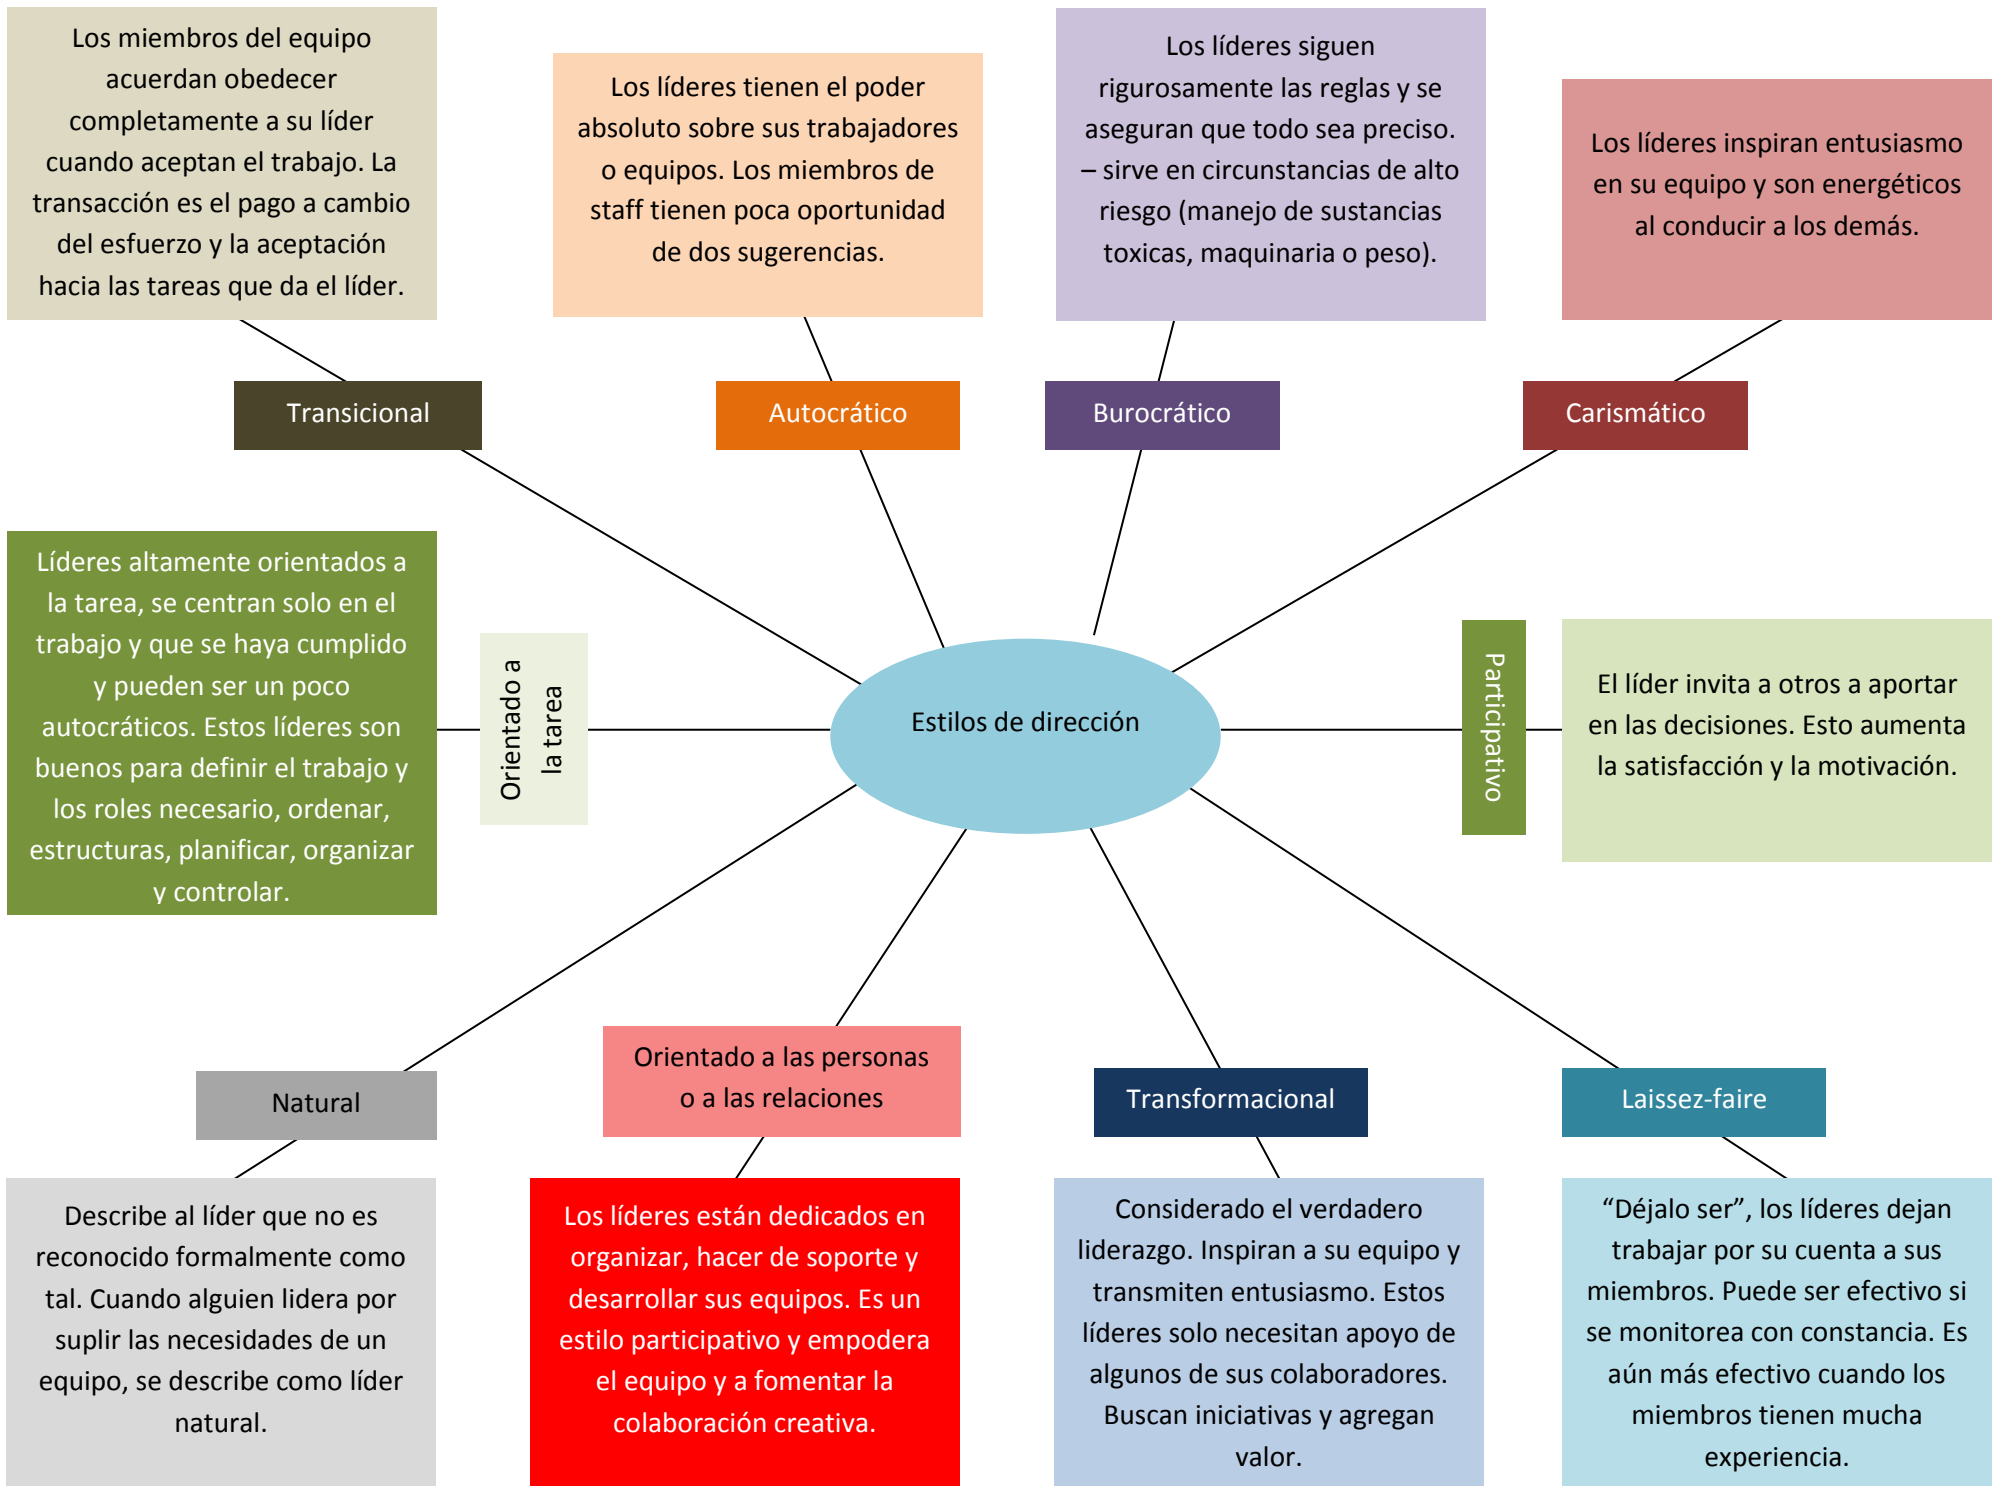 Los miembros del equipo
acuerdan obedecer
completamente a su líder
cuando aceptan el trabajo. La
transacción es el pago a cambio
del esfuerzo y la aceptación
hacia las tareas que da el líder.
Los líderes tienen el poder
absoluto sobre sus trabajadores
o equipos. Los miembros de
staff tienen poca oportunidad
de dos sugerencias.
Los líderes siguen
rigurosamente las reglas y se
aseguran que todo sea preciso.
– sirve en circunstancias de alto
riesgo (manejo de sustancias
toxicas, maquinaria o peso).
Los líderes inspiran entusiasmo
en su equipo y son energéticos
al conducir a los demás.
Transicional
Autocrático
Burocrático
Carismático
Líderes altamente orientados a
la tarea, se centran solo en el
trabajo y que se haya cumplido
y pueden ser un poco
autocráticos. Estos líderes son
buenos para definir el trabajo y
los roles necesario, ordenar,
estructuras, planificar, organizar
y controlar.
Orientado a
la tarea
Estilos de dirección
Participativo
El líder invita a otros a aportar
en las decisiones. Esto aumenta
la satisfacción y la motivación.
Natural
Orientado a las personas
o a las relaciones
Transformacional
Laissez-faire
Describe al líder que no es
reconocido formalmente como
tal. Cuando alguien lidera por
suplir las necesidades de un
equipo, se describe como líder
natural.
Los líderes están dedicados en
organizar, hacer de soporte y
desarrollar sus equipos. Es un
estilo participativo y empodera
el equipo y a fomentar la
colaboración creativa.
Considerado el verdadero
liderazgo. Inspiran a su equipo y
transmiten entusiasmo. Estos
líderes solo necesitan apoyo de
algunos de sus colaboradores.
Buscan iniciativas y agregan
valor.
“Déjalo ser”, los líderes dejan
trabajar por su cuenta a sus
miembros. Puede ser efectivo si
se monitorea con constancia. Es
aún más efectivo cuando los
miembros tienen mucha
experiencia.